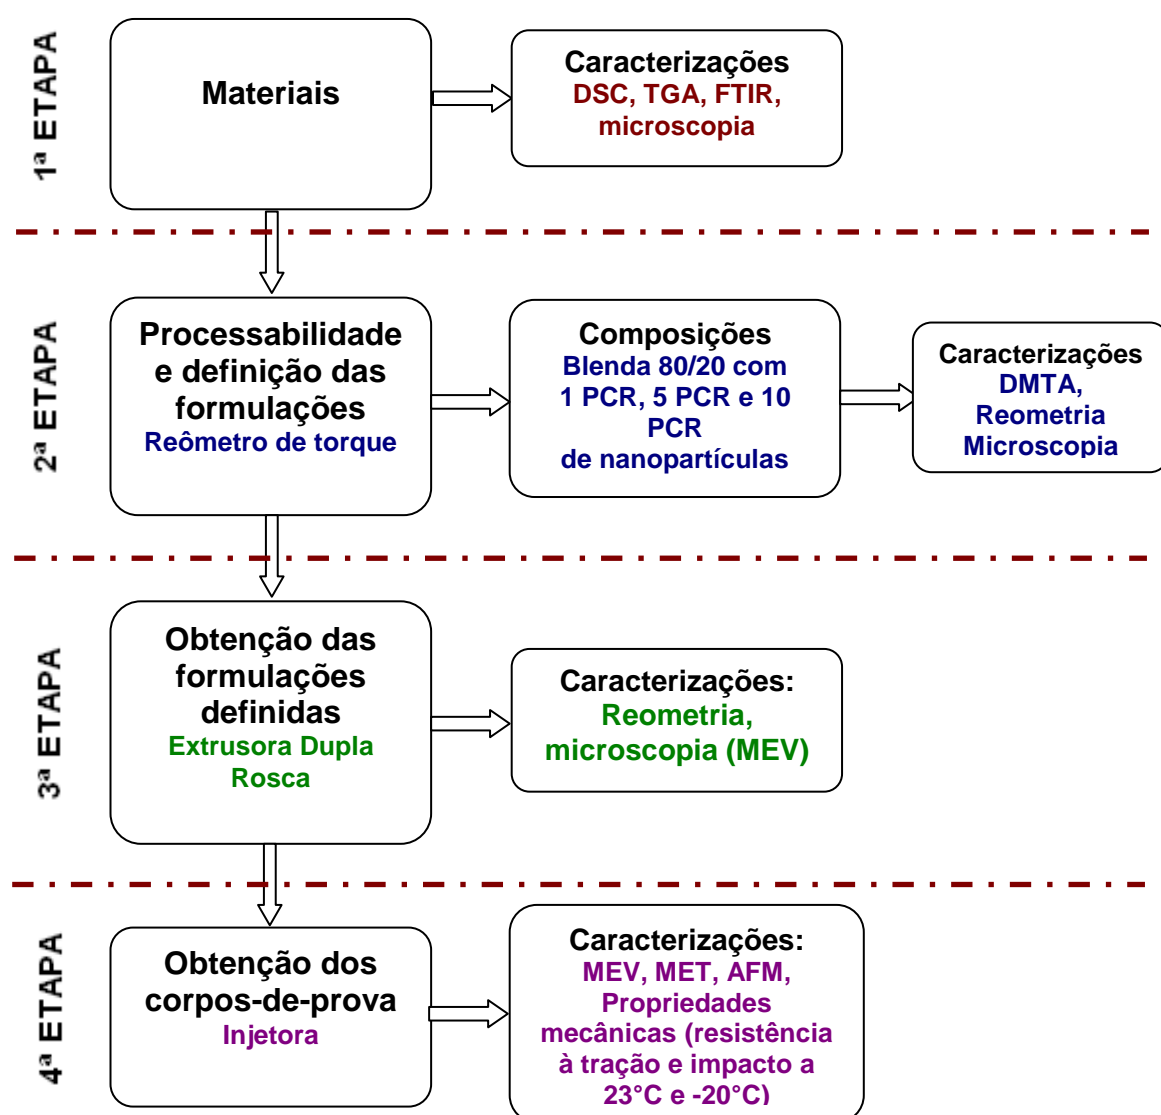 1ª ETAPA
Materiais
Caracterizações
DSC, TGA, FTIR,
microscopia
2ª ETAPA
Processabilidade
e definição das
formulações
Reômetro de torque
Composições
Blenda 80/20 com
1 PCR, 5 PCR e 10
PCR
de nanopartículas
Caracterizações
DMTA,
Reometria
Microscopia
3ª ETAPA
Obtenção das
formulações
definidas
Extrusora Dupla
Rosca
Caracterizações:
Reometria,
microscopia (MEV)
4ª ETAPA
Obtenção dos
corpos-de-prova
Injetora
Caracterizações:
MEV, MET, AFM,
Propriedades
mecânicas (resistência
à tração e impacto a
23°C e -20°C)